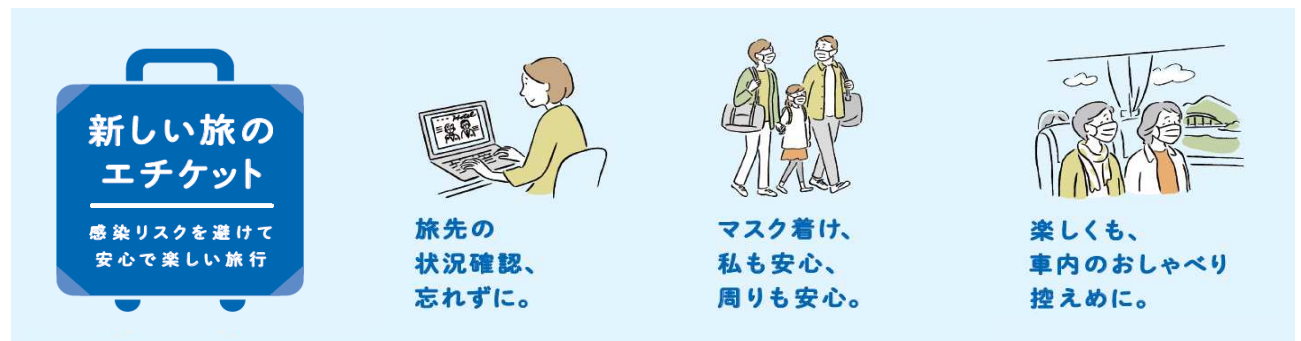 新しい旅の
エチケット
感染リスクを避けて
安心で楽しい旅行
旅先の
状況確認、
忘れずに。
マスク着け、
私も安心、
周りも安心。
楽しくも、
車内のおしゃべり
控えめに。